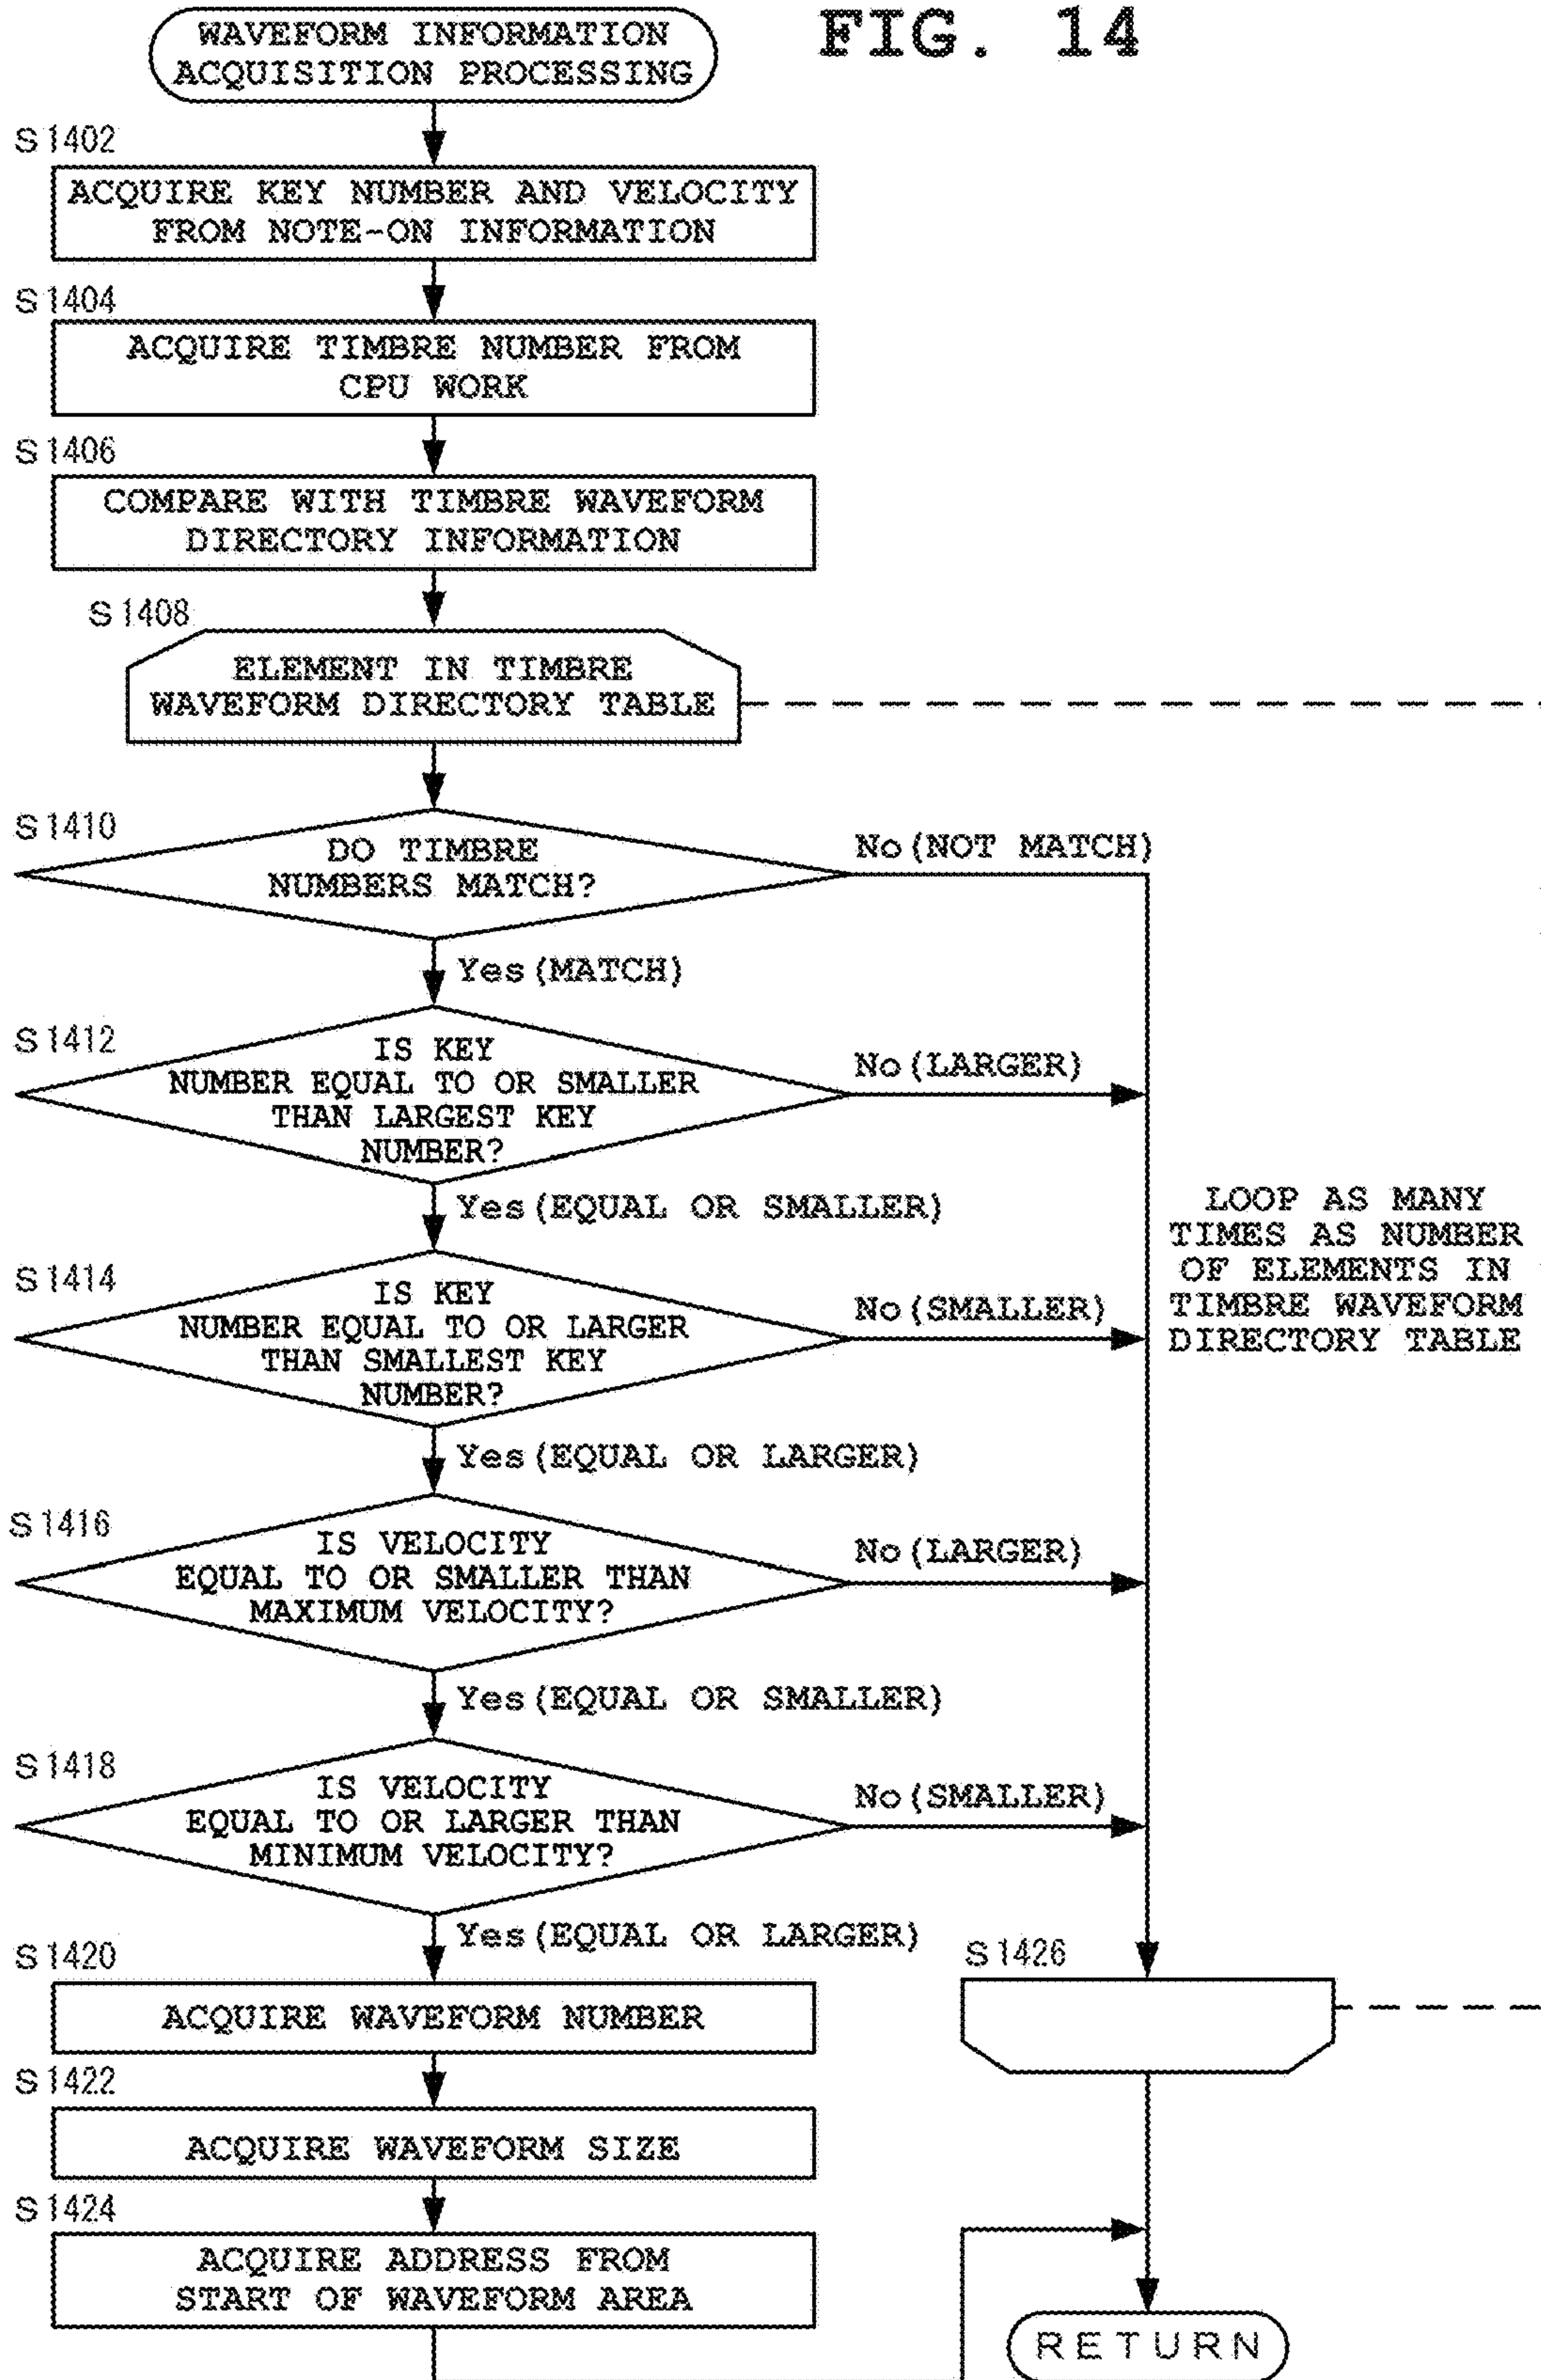 FIG. 14
WAVEFORM INFORMATION
ACQUISITION PROCESSING
S1402
ACQUIRE KEY NUMBER AND VELOCITY
FROM NOTE-ON INFORMATION
S1404
ACQUIRE TIMBRE NUMBER FROM
CPU WORK
S1406
COMPARE WITH TIMBRE WAVEFORM
DIRECTORY INFORMATION
S1408
ELEMENT IN TIMBRE
WAVEFORM DIRECTORY TABLE
S1410
DO TIMBRE
NUMBERS MATCH?
No(NOT MATCH)
Yes(MATCH)
S1412
IS KEY
NUMBER EQUAL TO OR SMALLER
THAN LARGEST KEY
NUMBER?
No(LARGER)
Yes(EQUAL OR SMALLER)
LOOP AS MANY
TIMES AS NUMBER
OF ELEMENTS IN
TIMBRE WAVEFORM
DIRECTORY TABLE
S1414
IS KEY
NUMBER EQUAL TO OR LARGER
THAN SMALLEST KEY
NUMBER?
No(SMALLER)
Yes(EQUAL OR LARGER)
S1416
IS VELOCITY
EQUAL TO OR SMALLER THAN
MAXIMUM VELOCITY?
No(LARGER)
Yes(EQUAL OR SMALLER)
S1418
IS VELOCITY
EQUAL TO OR LARGER THAN
MINIMUM VELOCITY?
No(SMALLER)
Yes(EQUAL OR LARGER)
S1420
ACQUIRE WAVEFORM NUMBER
S1422
ACQUIRE WAVEFORM SIZE
S1424
ACQUIRE ADDRESS FROM
START OF WAVEFORM AREA
S1426
RETURN